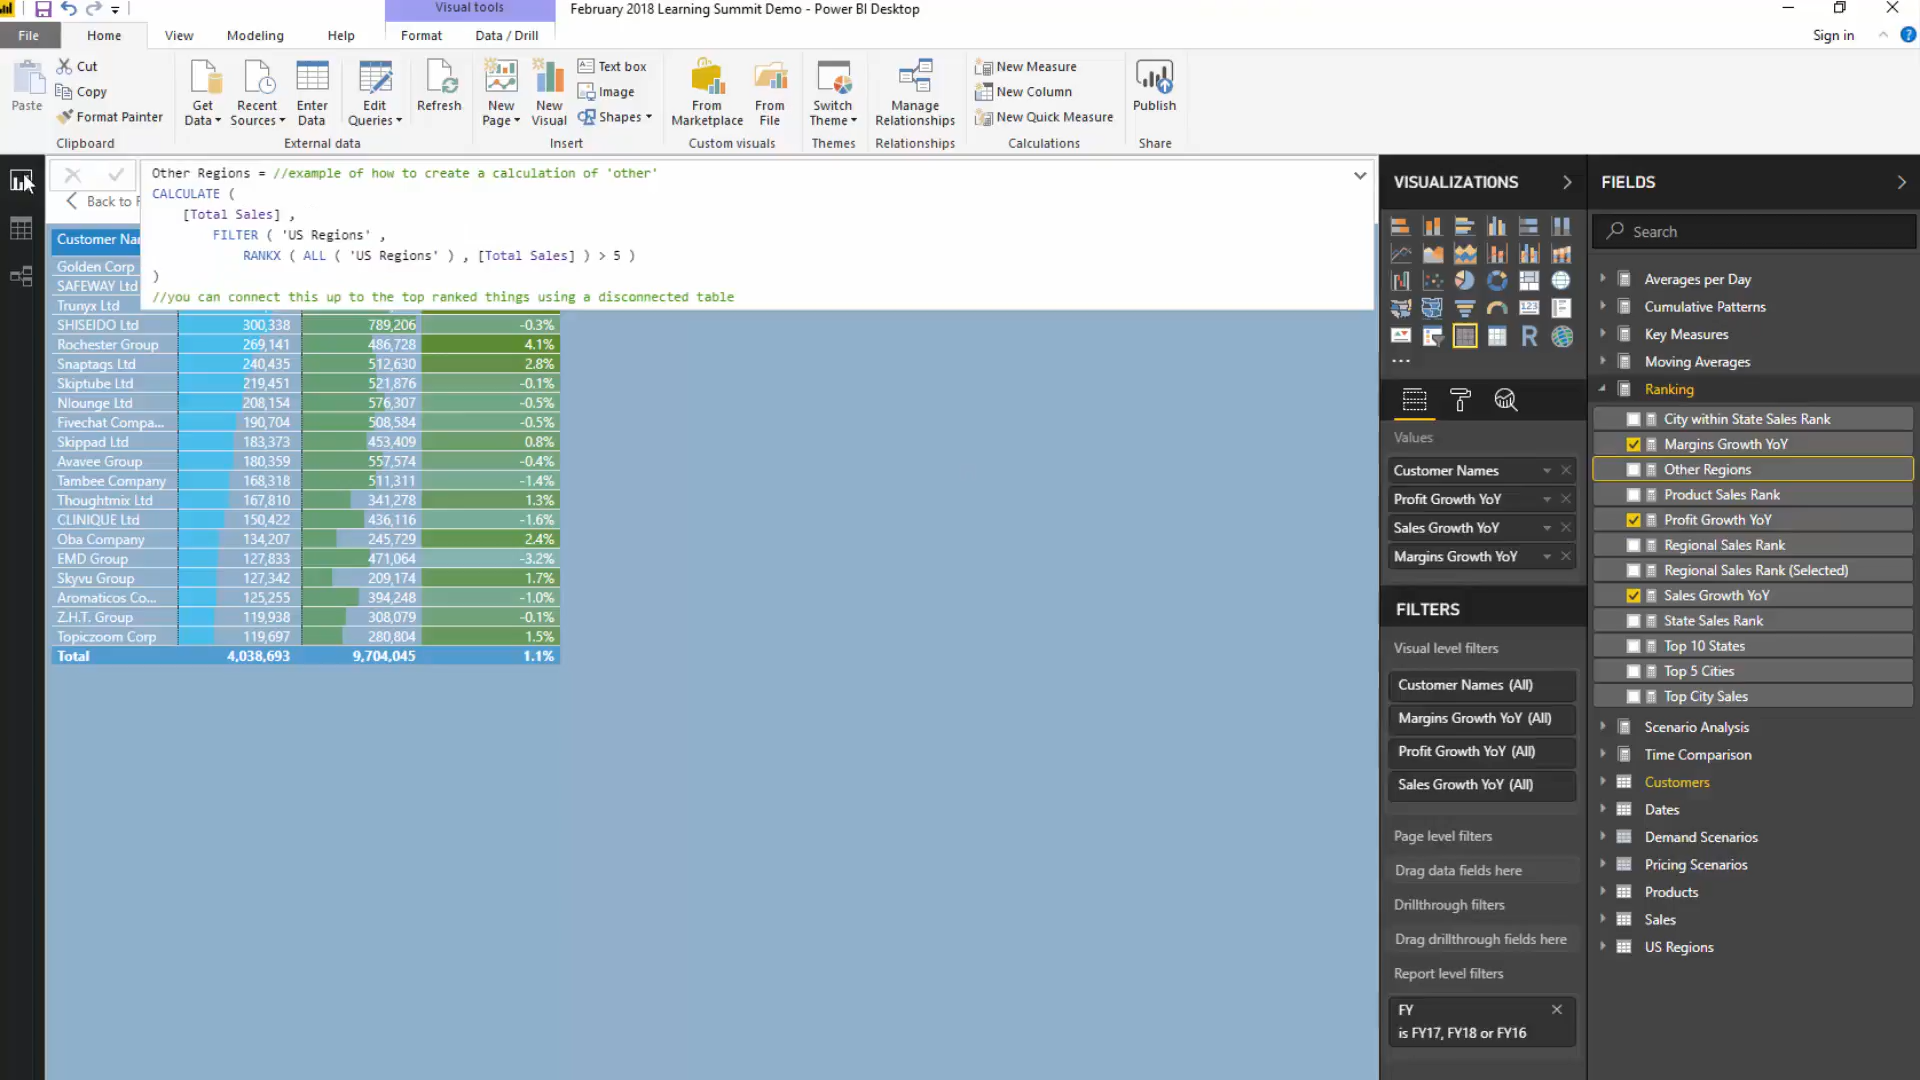 Visual tools
February 2018 Learning Summit Demo - Power BI Desktop
File
Home
View
Modeling
Help
Format
Data / Drill
Sign in
Paste
Cut
Copy
Format Painter
Clipboard
Get Data
Recent Sources
Enter Data
Edit Queries
Refresh
External data
New Page
New Visual
Text box
Image
Shapes
Insert
From Marketplace
From File
Custom visuals
Switch Theme
Themes
Manage Relationships
Relationships
New Measure
New Column
New Quick Measure
Calculations
Publish
Share
Other Regions = //example of how to create a calculation of 'other'
CALCULATE (
[Total Sales] ,
FILTER ( 'US Regions' ,
RANKX ( ALL ( 'US Regions' ) , [Total Sales] ) > 5 )
)
//you can connect this up to the top ranked things using a disconnected table
Back to
Customer
Golden Corp
SAFEWAY Ltd
Trunyx Ltd
SHISEIDO Ltd 300,338 789,206 -0.3%
Rochester Group 269,141 486,728 4.1%
Snaptags Ltd 240,435 512,630 2.8%
Skiptube Ltd 219,451 521,876 -0.1%
Nlounge Ltd 208,154 576,307 -0.5%
Fivechat Compa... 190,704 508,584 -0.5%
Skippad Ltd 183,373 453,409 0.8%
Avavee Group 180,359 557,574 -0.4%
Tambee Company 168,318 511,311 -1.4%
Thoughtmix Ltd 167,810 341,278 1.3%
CLINIQUE Ltd 150,422 436,116 -1.6%
Oba Company 134,207 245,729 2.4%
EMD Group 127,833 471,064 -3.2%
Skyvu Group 127,342 209,174 1.7%
Aromaticos Co... 125,255 394,248 -1.0%
Z.H.T. Group 119,938 308,079 -0.1%
Topiczoom Corp 119,697 280,804 1.5%
Total 4,038,693 9,704,045 1.1%
VISUALIZATIONS
R
123
...
Values
Customer Names
Profit Growth YoY
Sales Growth YoY
Margins Growth YoY
FILTERS
Visual level filters
Customer Names (All)
Margins Growth YoY (All)
Profit Growth YoY (All)
Sales Growth YoY (All)
Page level filters
Drag data fields here
Drillthrough filters
Drag drillthrough fields here
Report level filters
FY
is FY17, FY18 or FY16
FIELDS
Search
Averages per Day
Cumulative Patterns
Key Measures
Moving Averages
Ranking
City within State Sales Rank
Margins Growth YoY
Other Regions
Product Sales Rank
Profit Growth YoY
Regional Sales Rank
Regional Sales Rank (Selected)
Sales Growth YoY
State Sales Rank
Top 10 States
Top 5 Cities
Top City Sales
Scenario Analysis
Time Comparison
Customers
Dates
Demand Scenarios
Pricing Scenarios
Products
Sales
US Regions